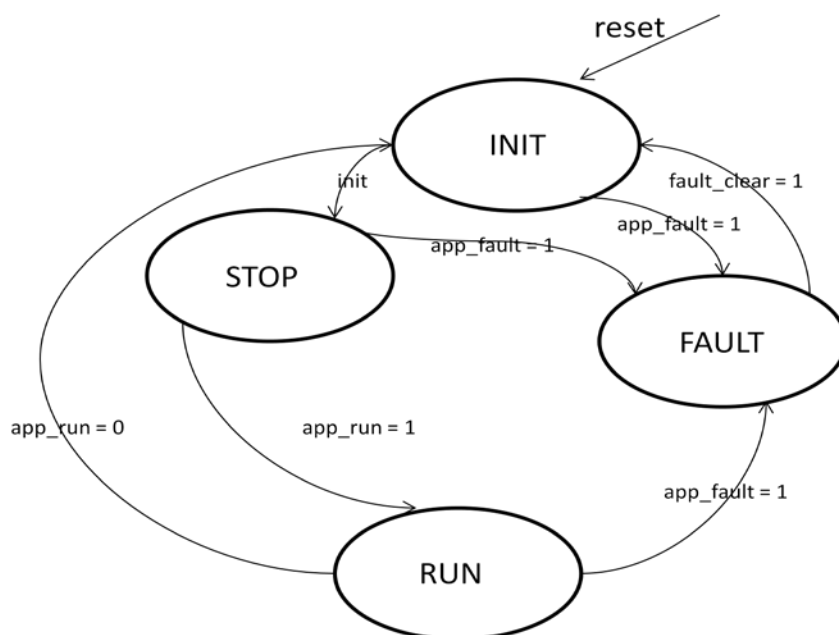 reset
INIT
init
fault_clear = 1
app_fault = 1
app_fault = 1
STOP
FAULT
app_run = 0
app_run = 1
app_fault = 1
RUN